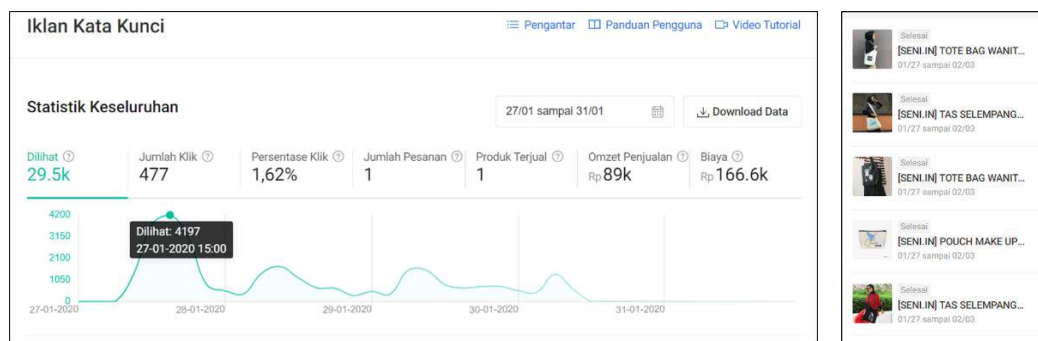 Iklan Kata Kunci
Pengantar
Panduan Pengguna
Video Tutorial
Statistik Keseluruhan
27/01 sampai 31/01
Download Data
Dilihat
Jumlah Klik
Persentase Klik
Jumlah Pesanan
Produk Terjual
Omzet Penjualan
Biaya
29.5k
477
1,62%
1
1
Rp 89k
Rp 166.6k
4200
3150
2100
1050
0
Dilihat: 4197
27-01-2020 15:00
27-01-2020
28-01-2020
29-01-2020
30-01-2020
31-01-2020
Selesai
[SENI.IN] TOTE BAG WANIT...
01/27 sampai 02/03
Selesai
[SENI.IN] TAS SELEMPANG...
01/27 sampai 02/03
Selesai
[SENI.IN] TOTE BAG WANIT...
01/27 sampai 02/03
Selesai
[SENI.IN] POUCH MAKE UP...
01/27 sampai 02/03
Selesai
[SENI.IN] TAS SELEMPANG...
01/27 sampai 02/03